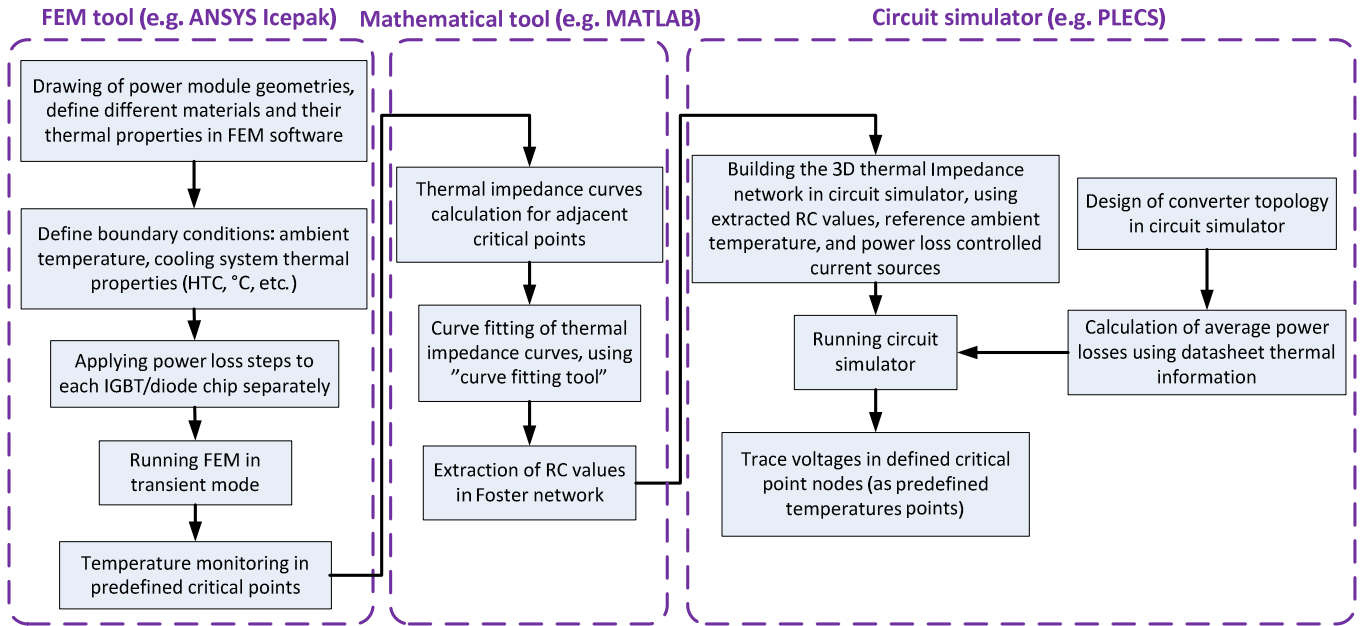 FEM tool (e.g. ANSYS Icepak)
Drawing of power module geometries,
define different materials and their
thermal properties in FEM software
Define boundary conditions: ambient
temperature, cooling system thermal
properties (HTC, °C, etc.)
Applying power loss steps to
each IGBT/diode chip separately
Running FEM in
transient mode
Temperature monitoring in
predefined critical points
Mathematical tool (e.g. MATLAB)
Thermal impedance curves
calculation for adjacent
critical points
Curve fitting of thermal
impedance curves, using
”curve fitting tool”
Extraction of RC values
in Foster network
Circuit simulator (e.g. PLECS)
Building the 3D thermal Impedance
network in circuit simulator, using
extracted RC values, reference ambient
temperature, and power loss controlled
current sources
Design of converter topology
in circuit simulator
Running circuit
simulator
Calculation of average power
losses using datasheet thermal
information
Trace voltages in defined critical
point nodes (as predefined
temperatures points)